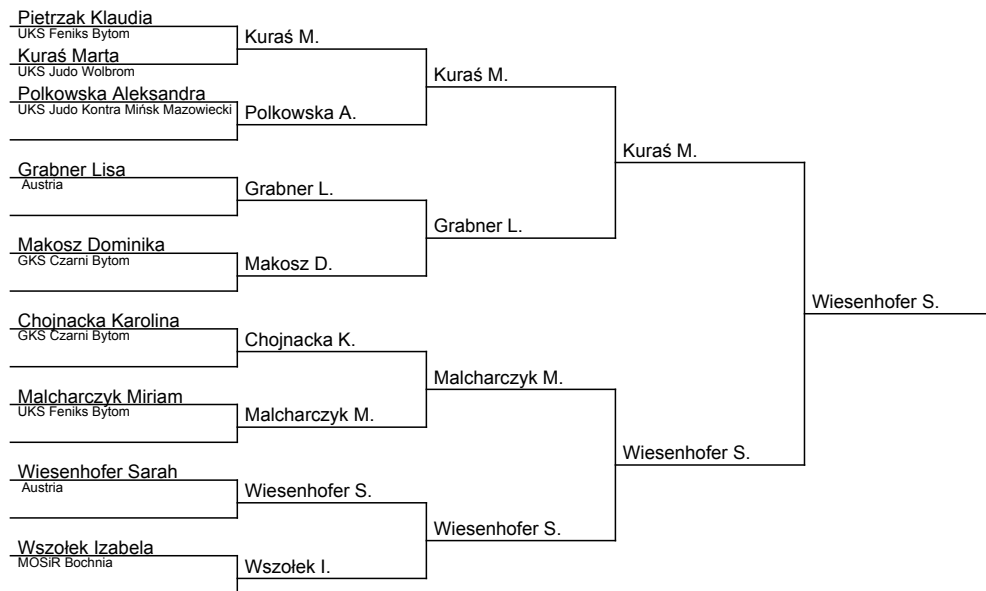 Pietrzak Klaudia
UKS Feniks Bytom
Kuraś M.
Kuraś Marta
UKS Judo Wolbrom
Kuraś M.
Polkowska Aleksandra
UKS Judo Kontra Mińsk Mazowiecki
Polkowska A.
Kuraś M.
Grabner Lisa
Austria
Grabner L.
Grabner L.
Makosz Dominika
GKS Czarni Bytom
Makosz D.
Wiesenhofer S.
Chojnacka Karolina
GKS Czarni Bytom
Chojnacka K.
Malcharczyk M.
Malcharczyk Miriam
UKS Feniks Bytom
Malcharczyk M.
Wiesenhofer S.
Wiesenhofer Sarah
Austria
Wiesenhofer S.
Wiesenhofer S.
Wszołek Izabela
MOSiR Bochnia
Wszołek I.